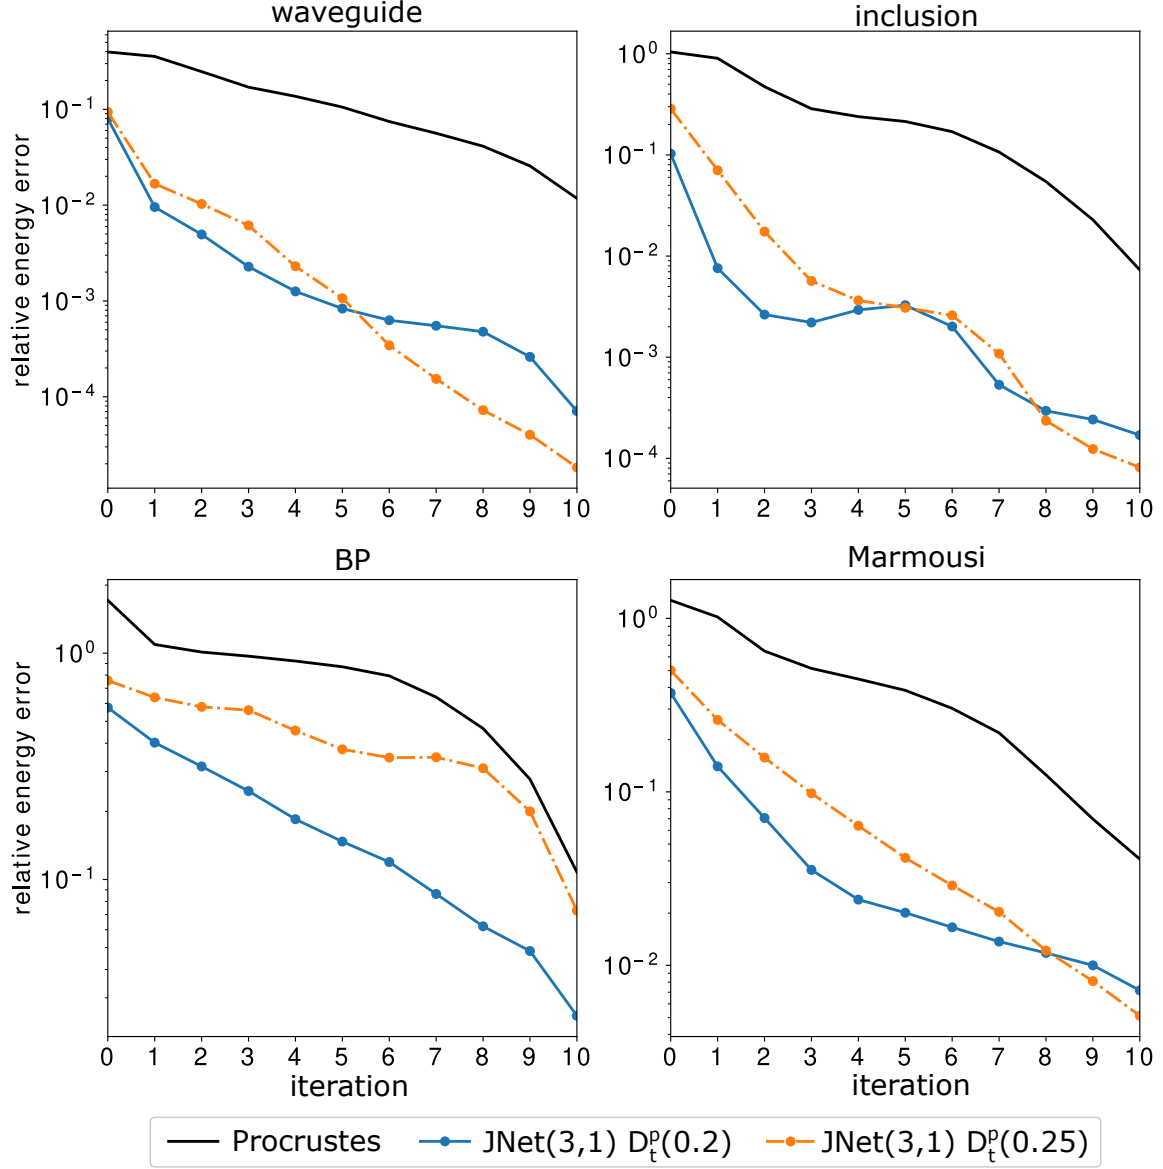 waveguide
inclusion
relative energy error
10^-1
10^-2
10^-3
10^-4
0 1 2 3 4 5 6 7 8 9 10
10^0
10^-1
10^-2
10^-3
10^-4
0 1 2 3 4 5 6 7 8 9 10
BP
Marmousi
relative energy error
10^0
10^-1
0 1 2 3 4 5 6 7 8 9 10
iteration
10^0
10^-1
10^-2
0 1 2 3 4 5 6 7 8 9 10
iteration
Procrustes JNet(3,1) D_t^p(0.2) JNet(3,1) D_t^p(0.25)